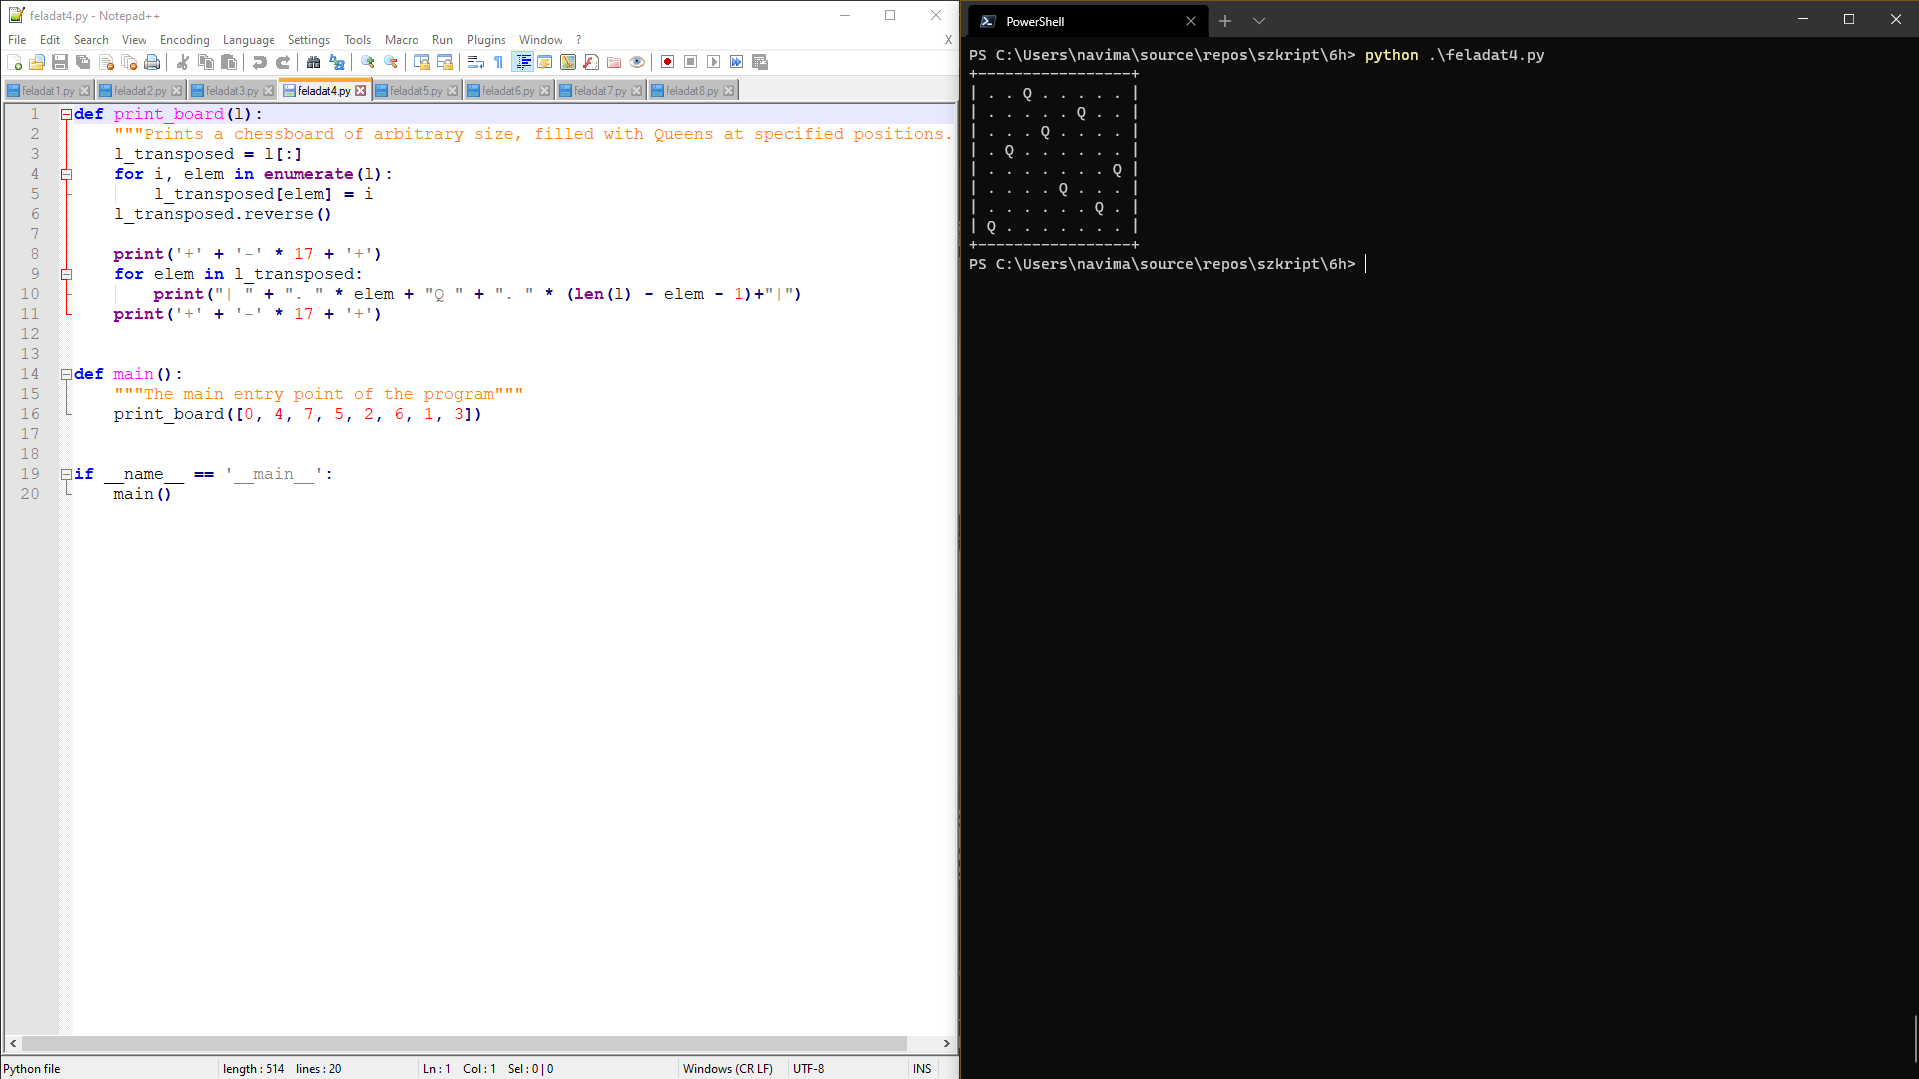 feladat4.py - Notepad++
File Edit Search View Encoding Language Settings Tools Macro Run Plugins Window ? X
feladat1.py feladat2.py feladat3.py feladat4.py feladat5.py feladat6.py feladat7.py feladat8.py
1 def print_board(l):
2 """Prints a chessboard of arbitrary size, filled with Queens at specified positions.
3 l_transposed = l[:]
4 for i, elem in enumerate(l):
5 l_transposed[elem] = i
6 l_transposed.reverse()
7
8 print('+' + '-' * 17 + '+')
9 for elem in l_transposed:
10 print("| " + ". " * elem + "Q " + ". " * (len(l) - elem - 1)+"|")
11 print('+' + '-' * 17 + '+')
12
13
14 def main():
15 """The main entry point of the program"""
16 print_board([0, 4, 7, 5, 2, 6, 1, 3])
17
18
19 if __name__ == '__main__':
20 main()
Python file length : 514 lines : 20 Ln : 1 Col : 1 Sel : 0 | 0 Windows (CR LF) UTF-8 INS
PowerShell
PS C:\Users\navima\source\repos\szkript\6h> python .\feladat4.py
+-----------------+
| . . Q . . . . . |
| . . . . . Q . . |
| . . . Q . . . . |
| . Q . . . . . . |
| . . . . . . . Q |
| . . . . Q . . . |
| . . . . . . Q . |
| Q . . . . . . . |
+-----------------+
PS C:\Users\navima\source\repos\szkript\6h>